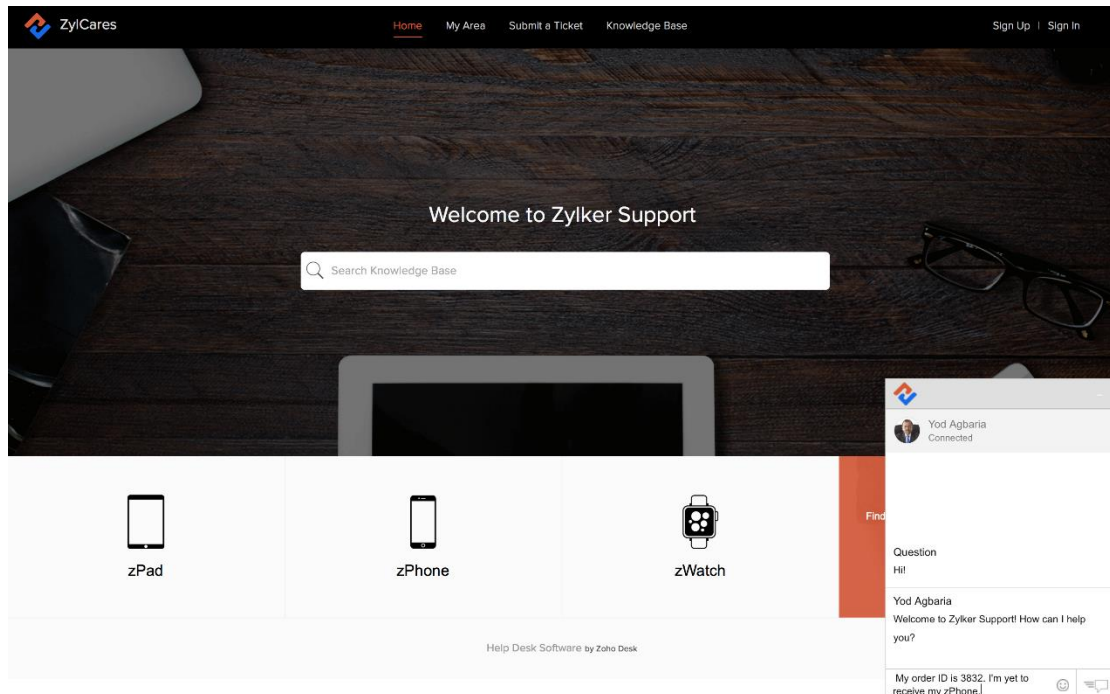 ZylCares
Home My Area Submit a Ticket Knowledge Base
Sign Up | Sign In
Welcome to Zylker Support
Search Knowledge Base
zPad
zPhone
zWatch
Find
Help Desk Software by Zoho Desk
Yod Agbaria
Connected
Question
Hi!
Yod Agbaria
Welcome to Zylker Support! How can I help
you?
My order ID is 3832. I'm yet to
receive my zPhone.